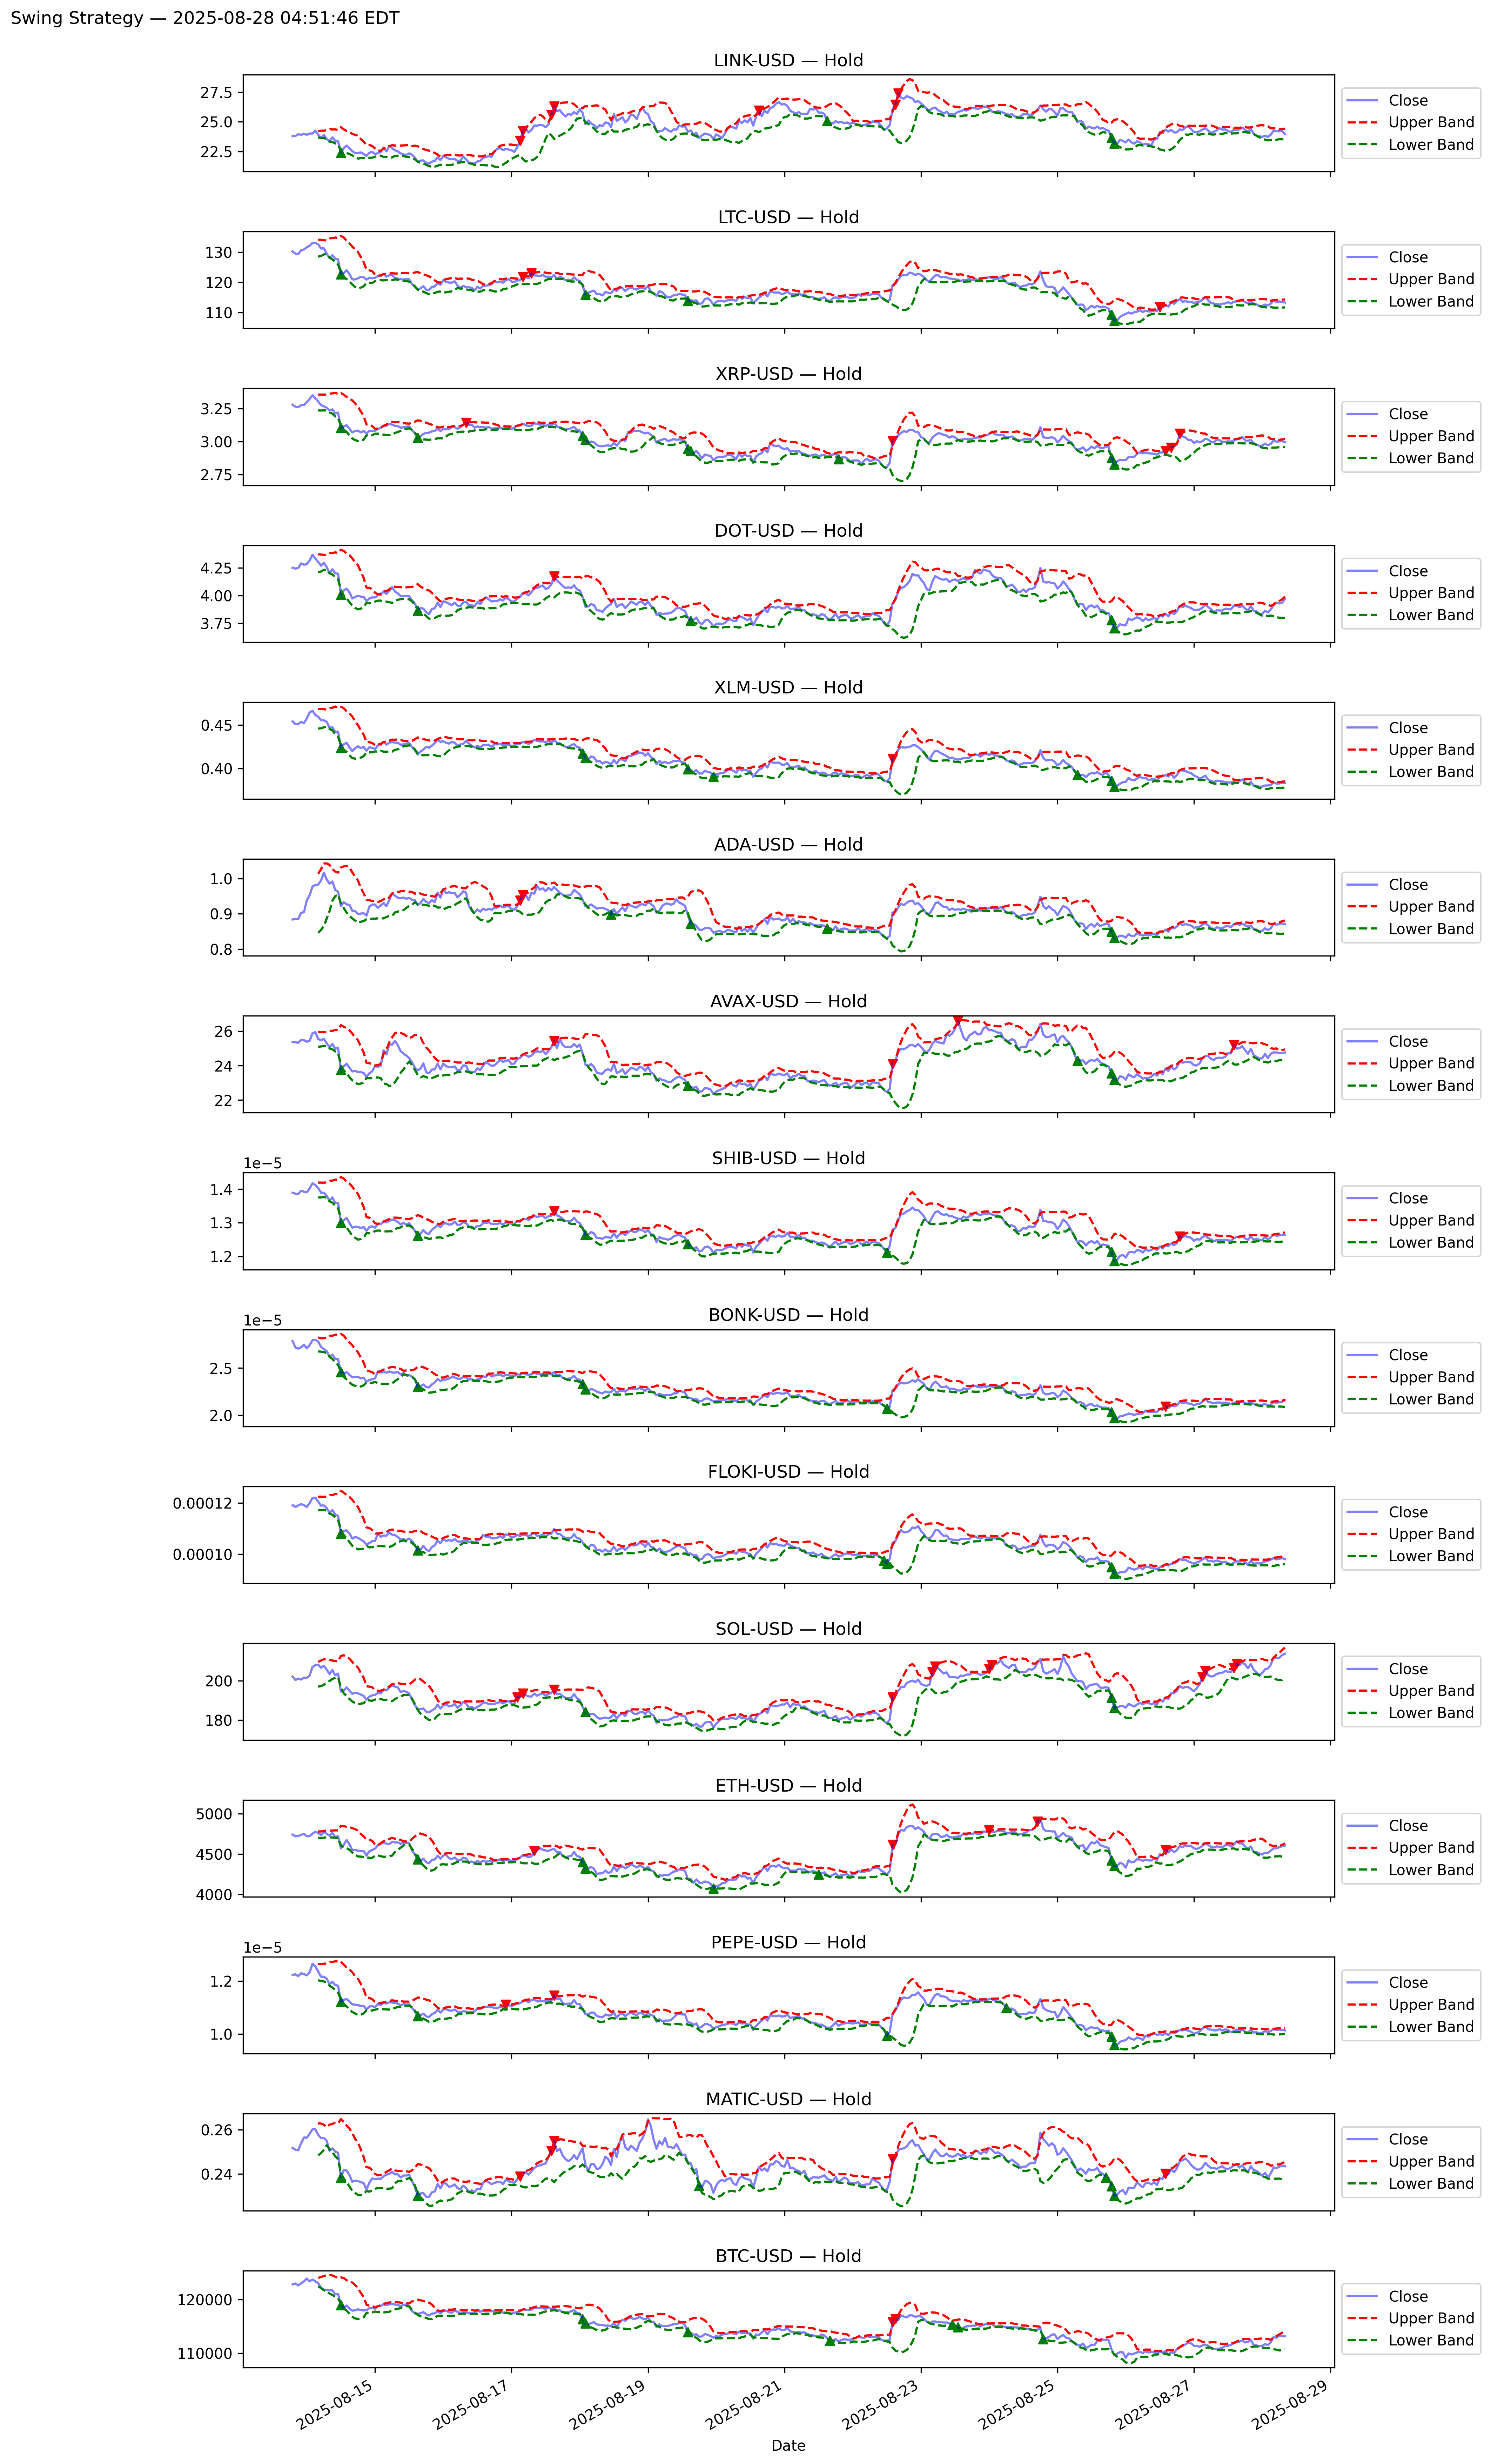 Swing Strategy — 2025-08-28 04:51:46 EDT
LINK-USD — Hold
27.5
25.0
22.5
Close
Upper Band
Lower Band
LTC-USD — Hold
130
120
110
Close
Upper Band
Lower Band
XRP-USD — Hold
3.25
3.00
2.75
Close
Upper Band
Lower Band
DOT-USD — Hold
4.25
4.00
3.75
Close
Upper Band
Lower Band
XLM-USD — Hold
0.45
0.40
Close
Upper Band
Lower Band
ADA-USD — Hold
1.0
0.9
0.8
Close
Upper Band
Lower Band
AVAX-USD — Hold
26
24
22
Close
Upper Band
Lower Band
SHIB-USD — Hold
1e−5
1.4
1.3
1.2
Close
Upper Band
Lower Band
BONK-USD — Hold
1e−5
2.5
2.0
Close
Upper Band
Lower Band
FLOKI-USD — Hold
0.00012
0.00010
Close
Upper Band
Lower Band
SOL-USD — Hold
200
180
Close
Upper Band
Lower Band
ETH-USD — Hold
5000
4500
4000
Close
Upper Band
Lower Band
PEPE-USD — Hold
1e−5
1.2
1.0
Close
Upper Band
Lower Band
MATIC-USD — Hold
0.26
0.24
Close
Upper Band
Lower Band
BTC-USD — Hold
120000
110000
Close
Upper Band
Lower Band
2025-08-15
2025-08-17
2025-08-19
2025-08-21
2025-08-23
2025-08-25
2025-08-27
2025-08-29
Date